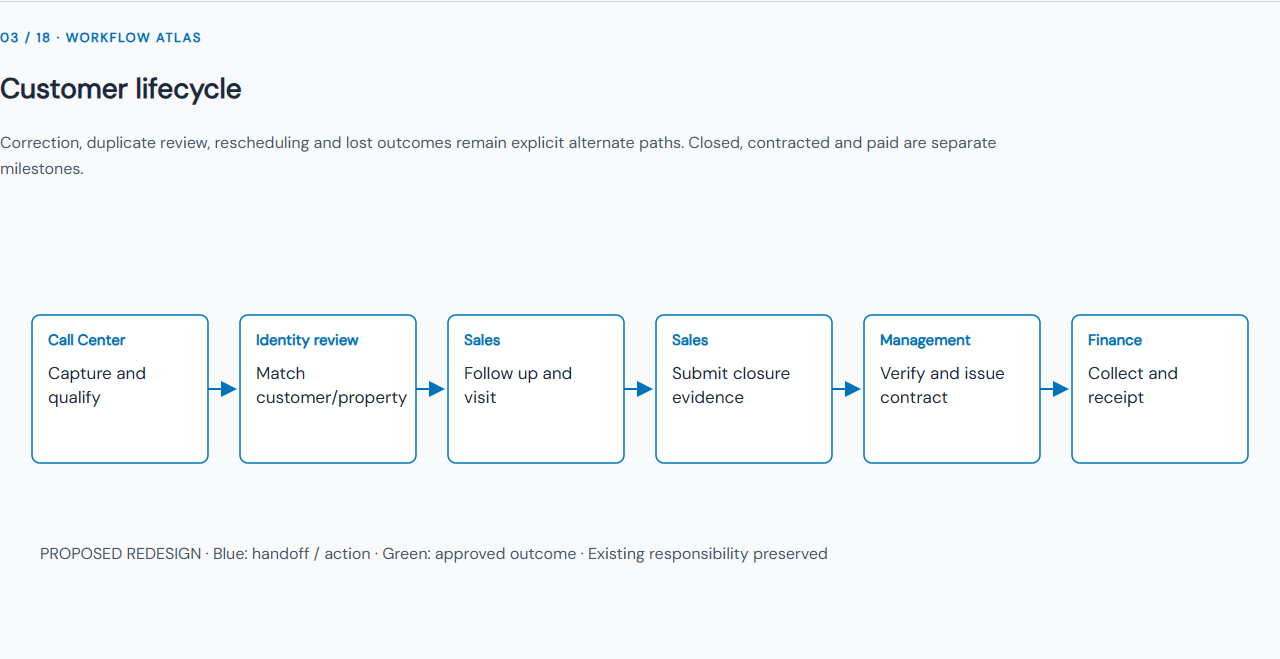 03 / 18 · WORKFLOW ATLAS
Customer lifecycle
Correction, duplicate review, rescheduling and lost outcomes remain explicit alternate paths. Closed, contracted and paid are separate
milestones.
Call Center
Capture and
qualify
Identity review
Match
customer/property
Sales
Follow up and
visit
Sales
Submit closure
evidence
Management
Verify and issue
contract
Finance
Collect and
receipt
PROPOSED REDESIGN · Blue: handoff / action · Green: approved outcome · Existing responsibility preserved